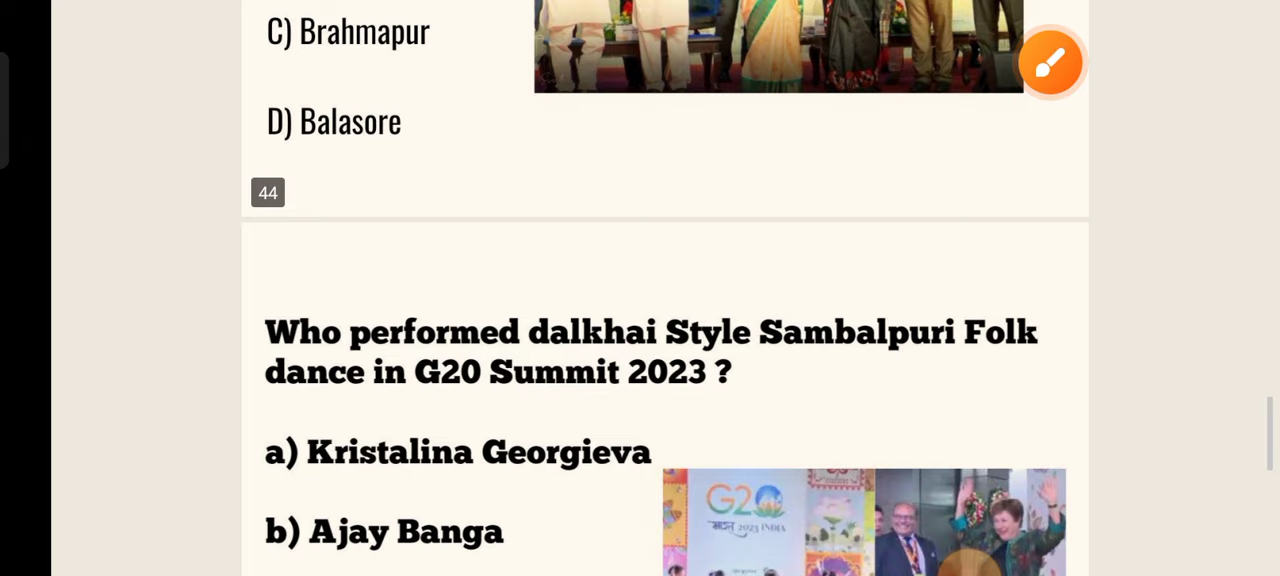 C) Brahmapur
D) Balasore
44
Who performed dalkhai Style Sambalpuri Folk
dance in G20 Summit 2023 ?
a) Kristalina Georgieva
b) Ajay Banga
G20
भारत 2023 INDIA